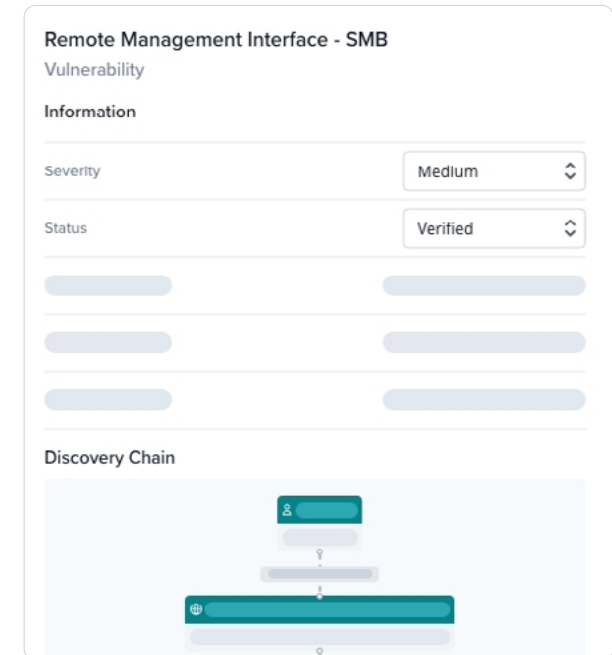 Remote Management Interface - SMB
Vulnerability
Information
Severity Medium
Status Verified
Discovery Chain